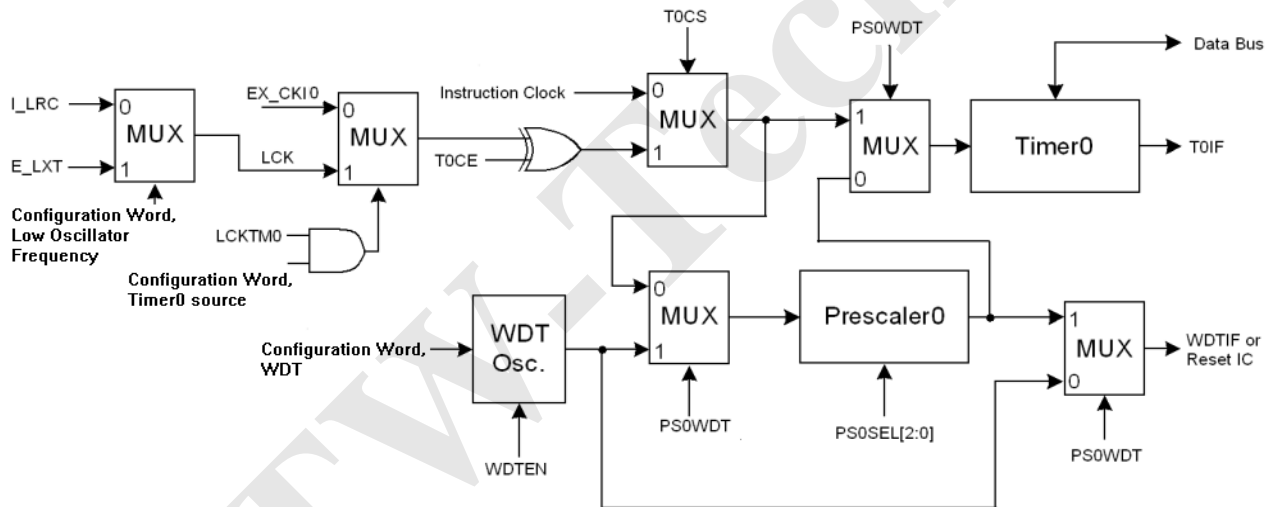 T0CS
PS0WDT
Data Bus
I_LRC
0
MUX
1
E_LXT
EX_CKI0
0
MUX
1
LCK
T0CE
Instruction Clock
0
MUX
1
1
MUX
0
Timer0
T0IF
Configuration Word,
Low Oscillator
Frequency
LCKTM0
Configuration Word,
Timer0 source
Configuration Word,
WDT
WDT
Osc.
WDTEN
0
MUX
1
PS0WDT
Prescaler0
PS0SEL[2:0]
1
MUX
0
WDTIF or
Reset IC
PS0WDT